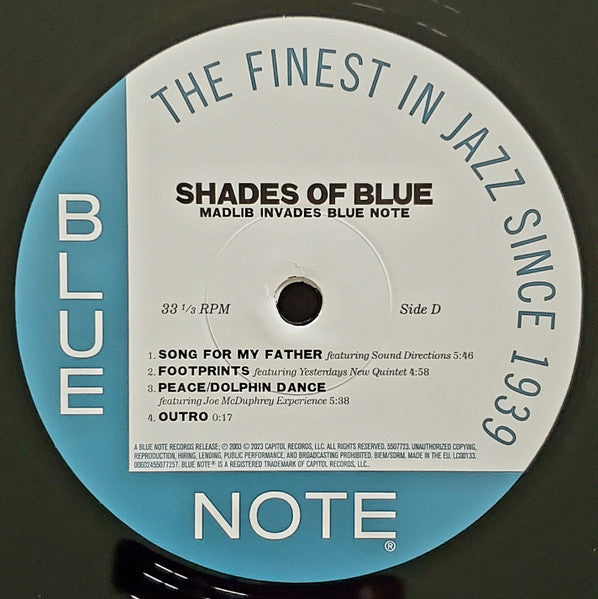 THE FINEST IN JAZZ SINCE 1939
SHADES OF BLUE
MADLIB INVADES BLUE NOTE
33 1/3 RPM
Side D
1. SONG FOR MY FATHER featuring Sound Directions 5:46
2. FOOTPRINTS featuring Yesterdays New Quintet 4:58
3. PEACE/DOLPHIN DANCE
featuring Joe McDuphrey Experience 5:38
4. OUTRO 0:17
A BLUE NOTE RECORDS RELEASE; ℗ 2003 © 2023 CAPITOL RECORDS, LLC. ALL RIGHTS RESERVED. 5507723. UNAUTHORIZED COPYING,
REPRODUCTION, HIRING, LENDING, PUBLIC PERFORMANCE, AND BROADCASTING PROHIBITED. BIEM/SDRM. MADE IN THE EU. LC00133.
00602455077257. BLUE NOTE® IS A REGISTERED TRADEMARK OF CAPITOL RECORDS, LLC..
BLUE
NOTE®